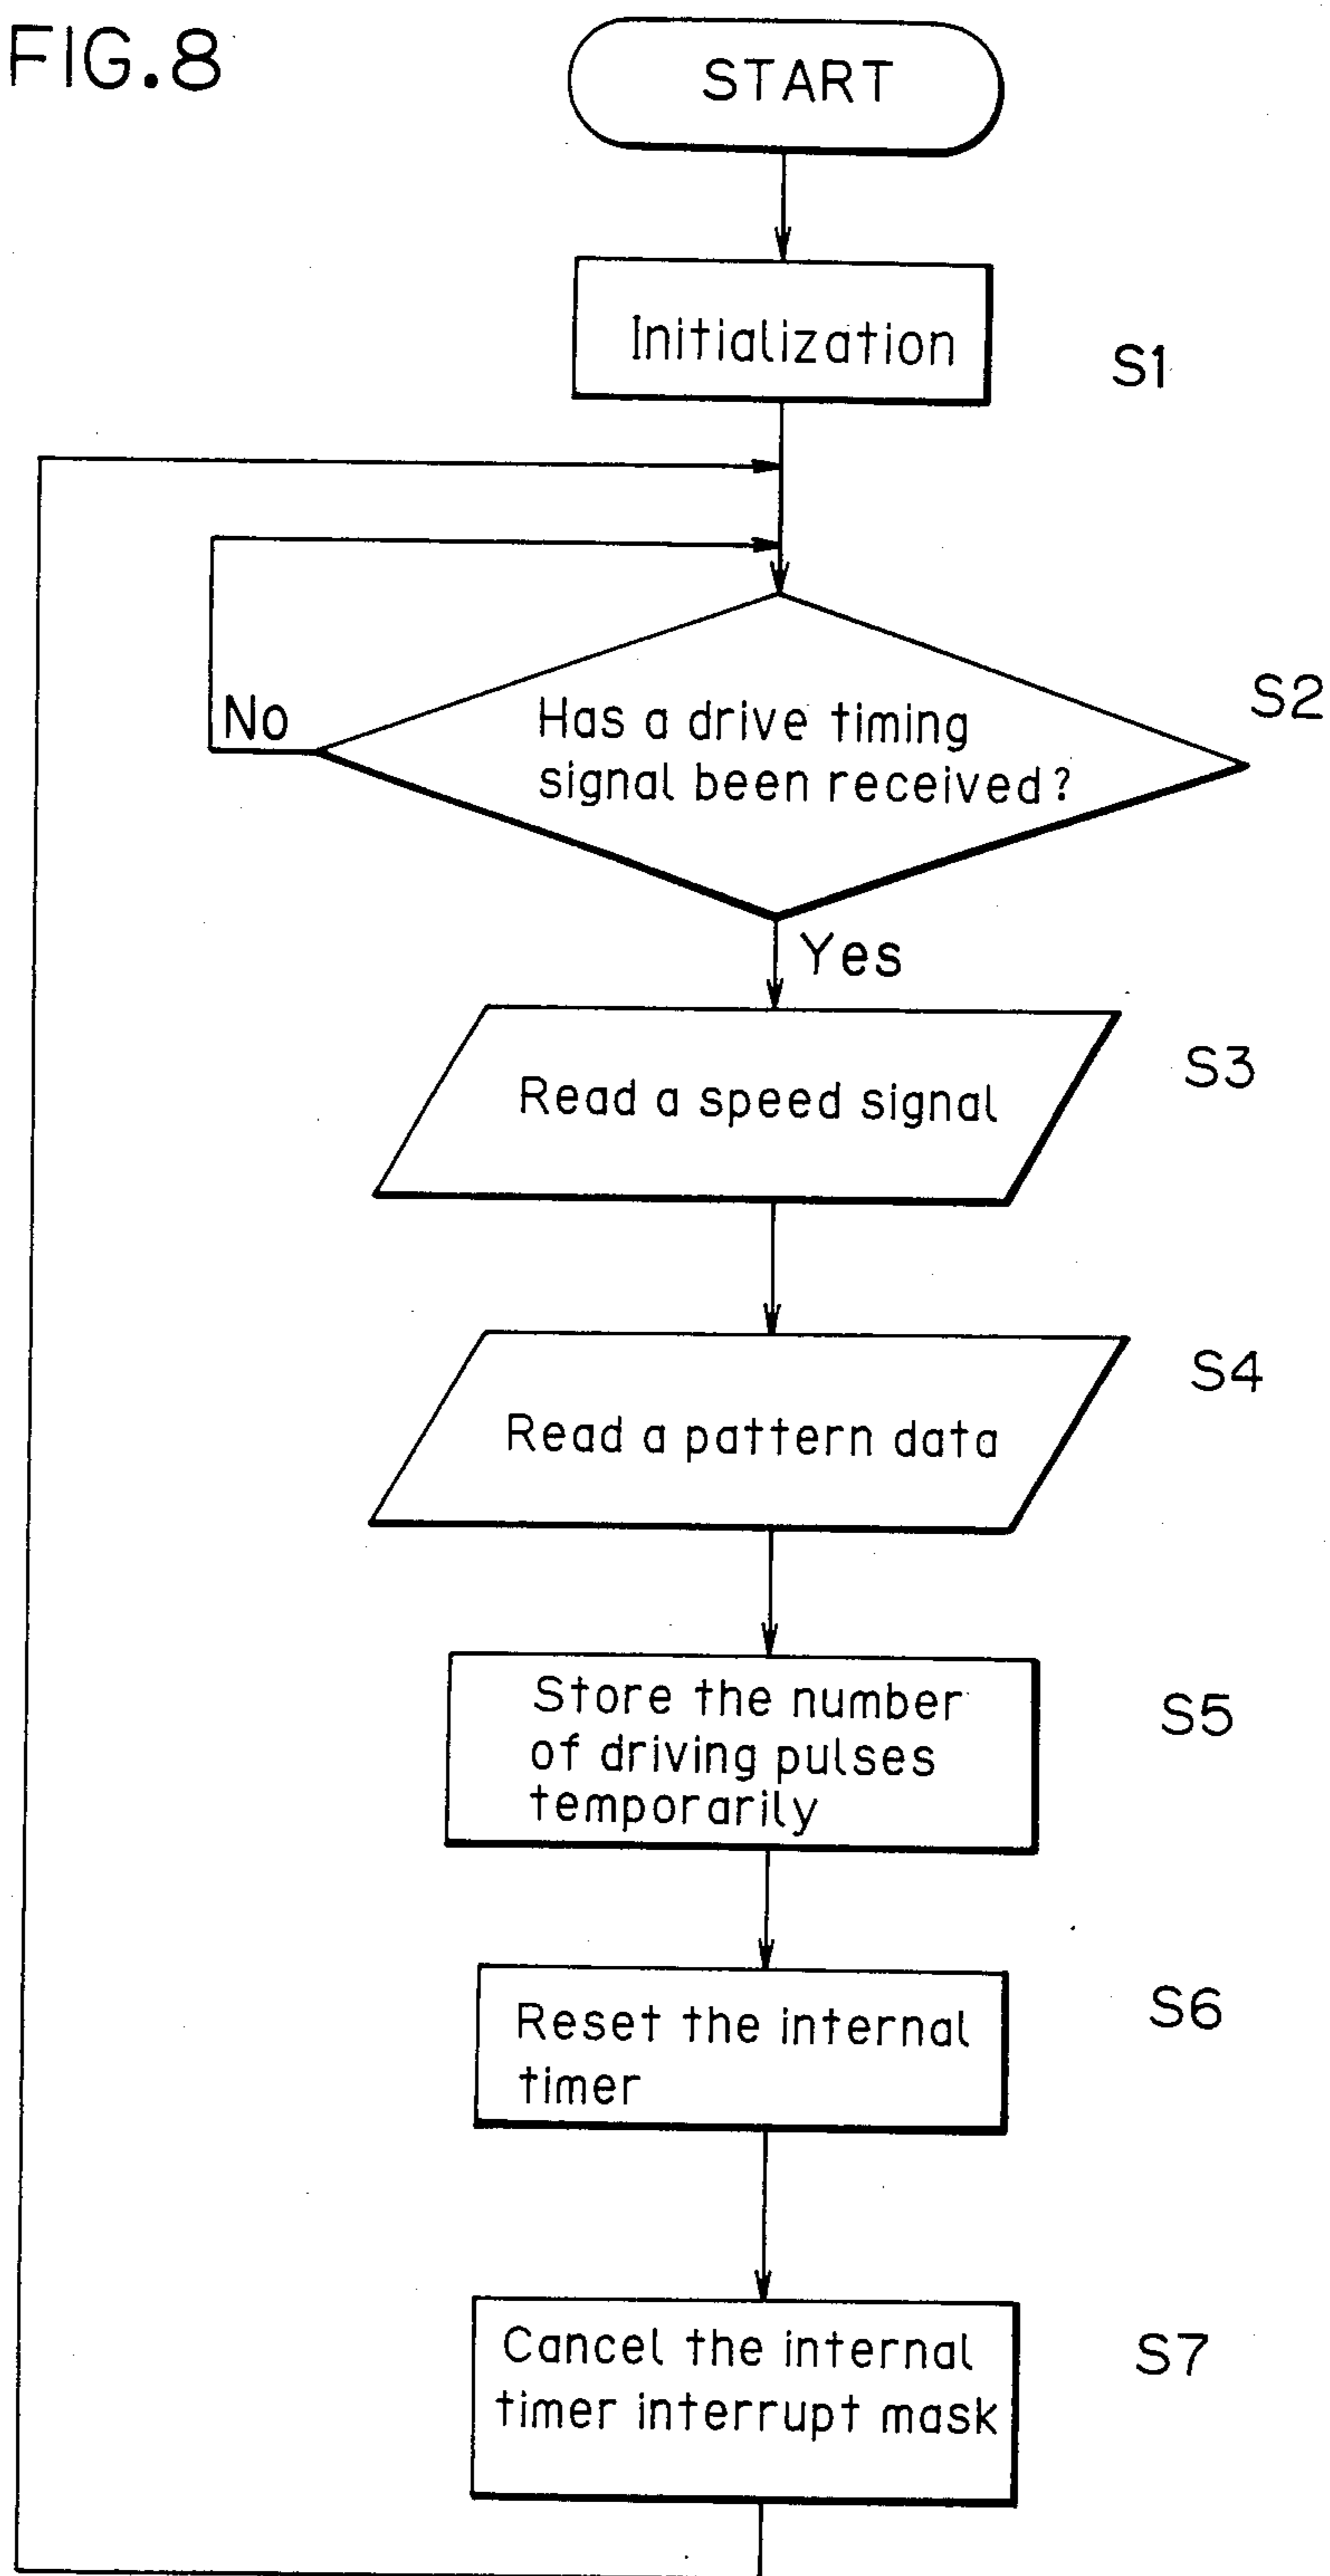 FIG.8
START
Initialization
S1
S2
Has a drive timing
signal been received?
No
Yes
S3
Read a speed signal
S4
Read a pattern data
Store the number
of driving pulses
temporarily
S5
Reset the internal
timer
S6
Cancel the internal
timer interrupt mask
S7